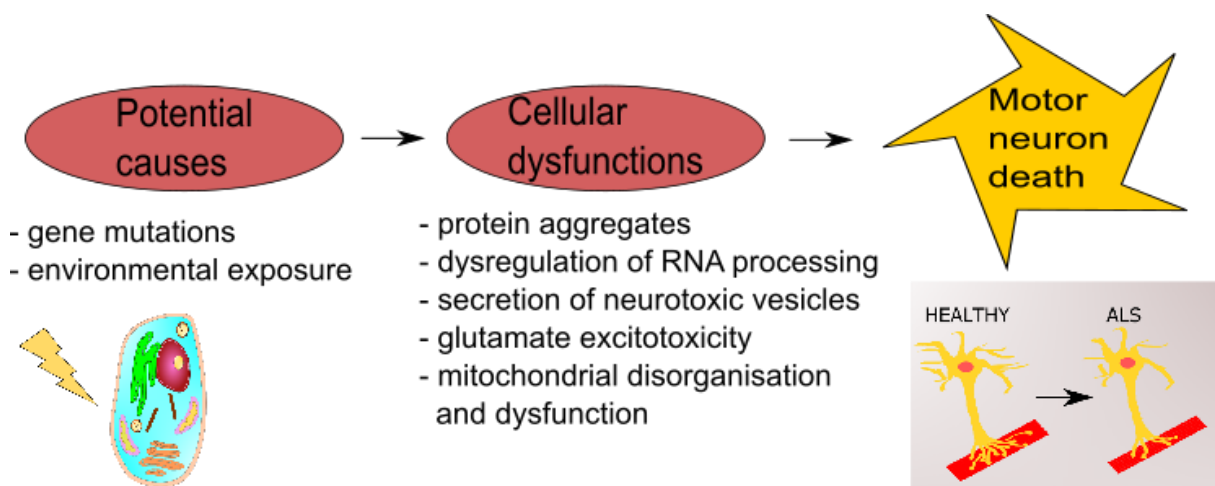 Potential
causes
- gene mutations
- environmental exposure
Cellular
dysfunctions
- protein aggregates
- dysregulation of RNA processing
- secretion of neurotoxic vesicles
- glutamate excitotoxicity
- mitochondrial disorganisation
and dysfunction
Motor
neuron
death
HEALTHY
ALS